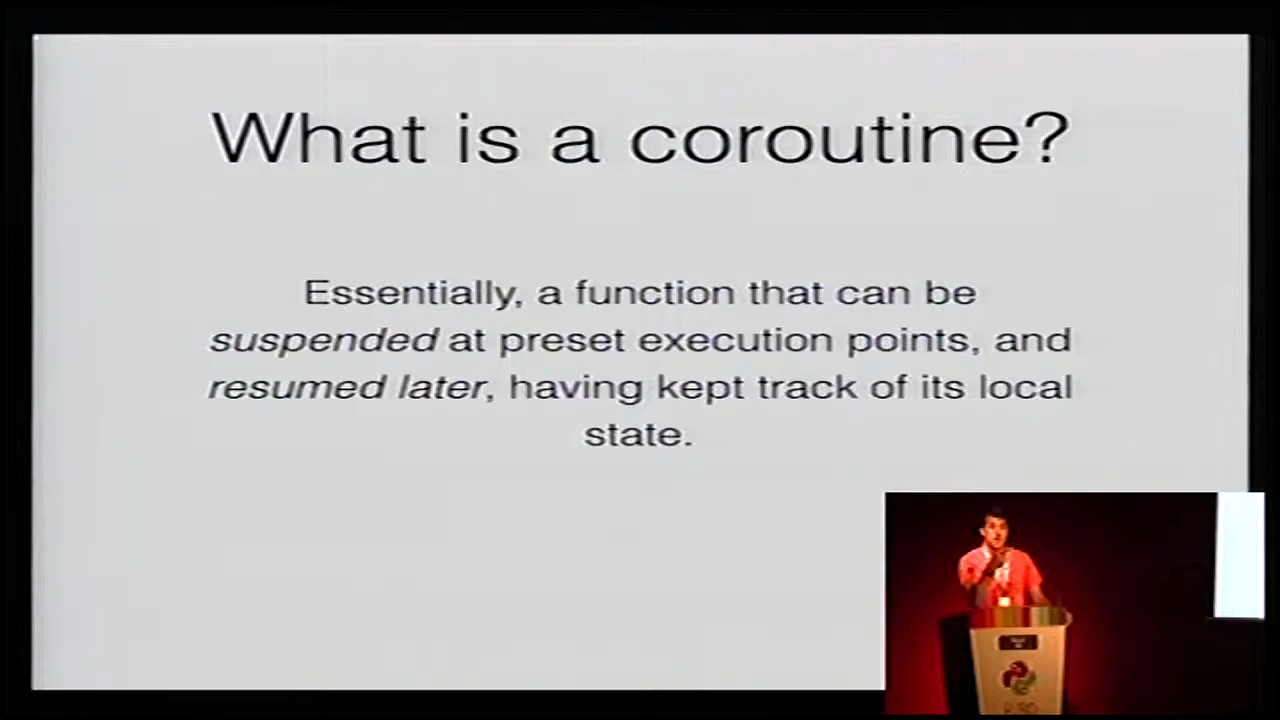 What is a coroutine?
Essentially, a function that can be
suspended at preset execution points, and
resumed later, having kept track of its local
state.